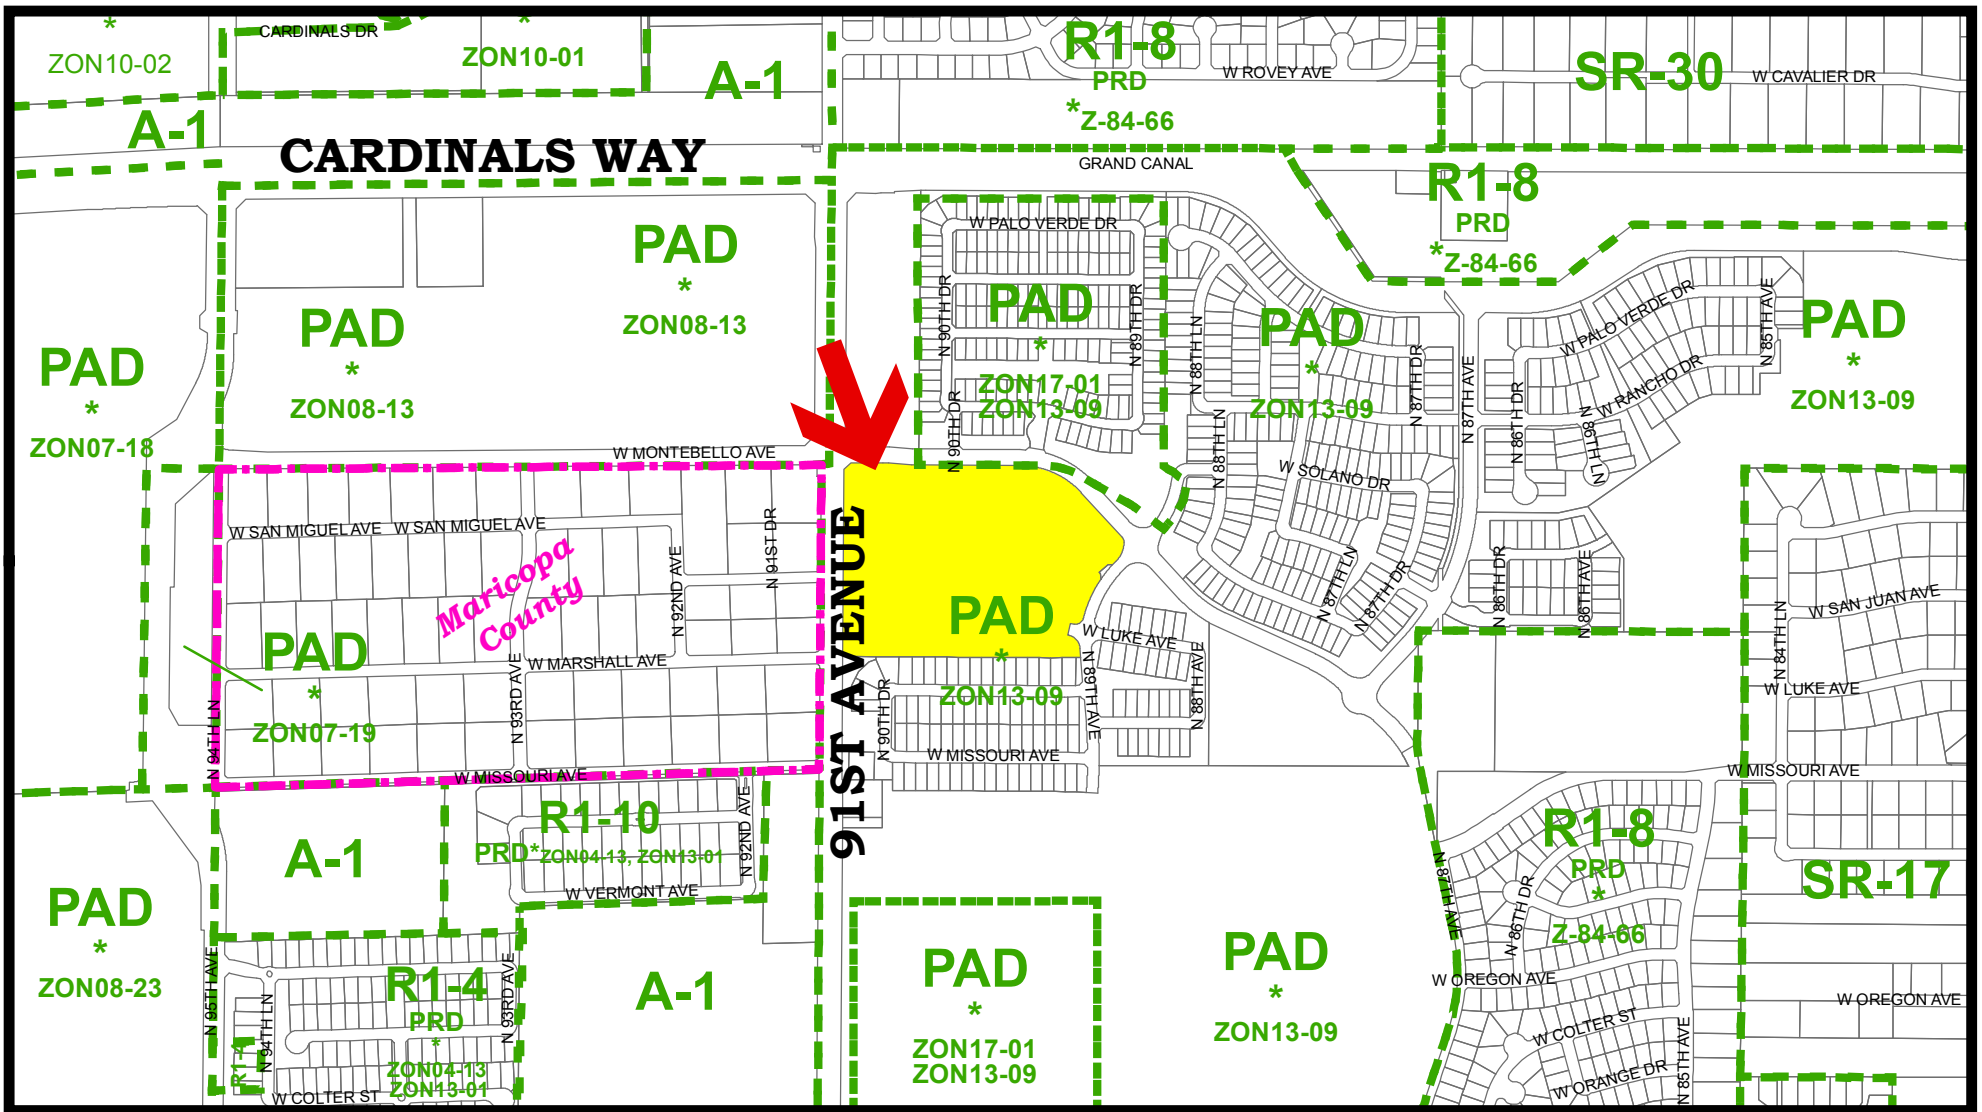 *
ZON10-02
CARDINALS DR
*
ZON10-01
A-1
R1-8
PRD
*
Z-84-66
W ROVEY AVE
SR-30
W CAVALIER DR
A-1
CARDINALS WAY
GRAND CANAL
R1-8
PRD
*
Z-84-66
PAD
*
ZON07-18
PAD
*
ZON08-13
PAD
*
ZON08-13
W PALO VERDE DR
N 90TH DR
PAD
*
ZON17-01
ZON13-09
N 89TH DR
N 90TH DR
N 88TH LN
N 88TH LN
PAD
*
ZON13-09
N 87TH DR
N 87TH AVE
N 86TH DR
W PALO VERDE DR
W RANCHO DR
N 86TH LN
N 85TH AVE
PAD
*
ZON13-09
W MONTEBELLO AVE
W SOLANO DR
W SAN MIGUEL AVE
W SAN MIGUEL AVE
N 91ST DR
N 92ND AVE
Maricopa
County
PAD
*
ZON07-19
N 94TH LN
N 93RD AVE
W MARSHALL AVE
W MISSOURI AVE
91ST AVENUE
PAD
*
ZON13-09
W LUKE AVE
N 89TH AVE
N 88TH AVE
N 90TH DR
W MISSOURI AVE
N 87TH LN
N 87TH DR
N 86TH DR
N 86TH AVE
N 84TH LN
W SAN JUAN AVE
W LUKE AVE
W MISSOURI AVE
PAD
*
ZON08-23
A-1
R1-10
PRD*
ZON04-13, ZON13-01
N 92ND AVE
W VERMONT AVE
N 95TH AVE
R1-4
N 94TH LN
R1-4
PRD
*
ZON04-13
ZON13-01
N 93RD AVE
W COLTER ST
A-1
PAD
*
ZON17-01
ZON13-09
PAD
*
ZON13-09
N 87TH AVE
N 86TH DR
R1-8
PRD
*
Z-84-66
SR-17
W OREGON AVE
W OREGON AVE
W COLTER ST
W ORANGE DR
N 85TH AVE